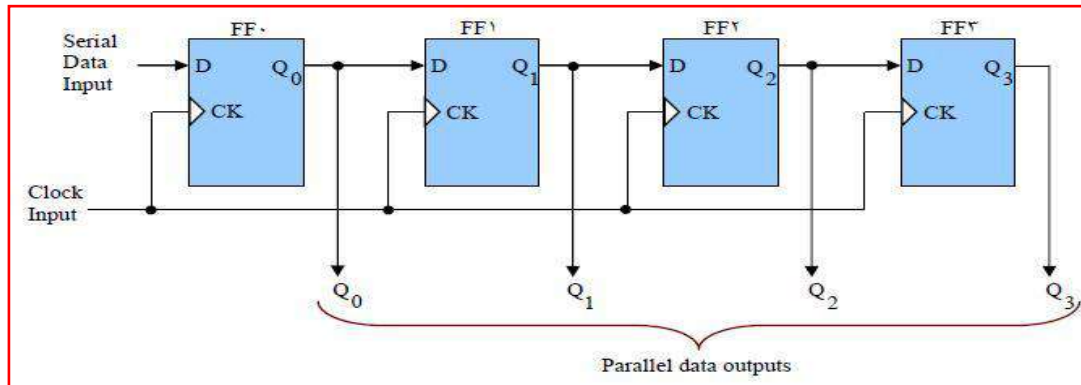 FF٠ FF١ FF٢ FF٣
Serial
Data
Input
D Q0 D Q1 D Q2 D Q3
CK CK CK CK
Clock
Input
Q0 Q1 Q2 Q3
Parallel data outputs